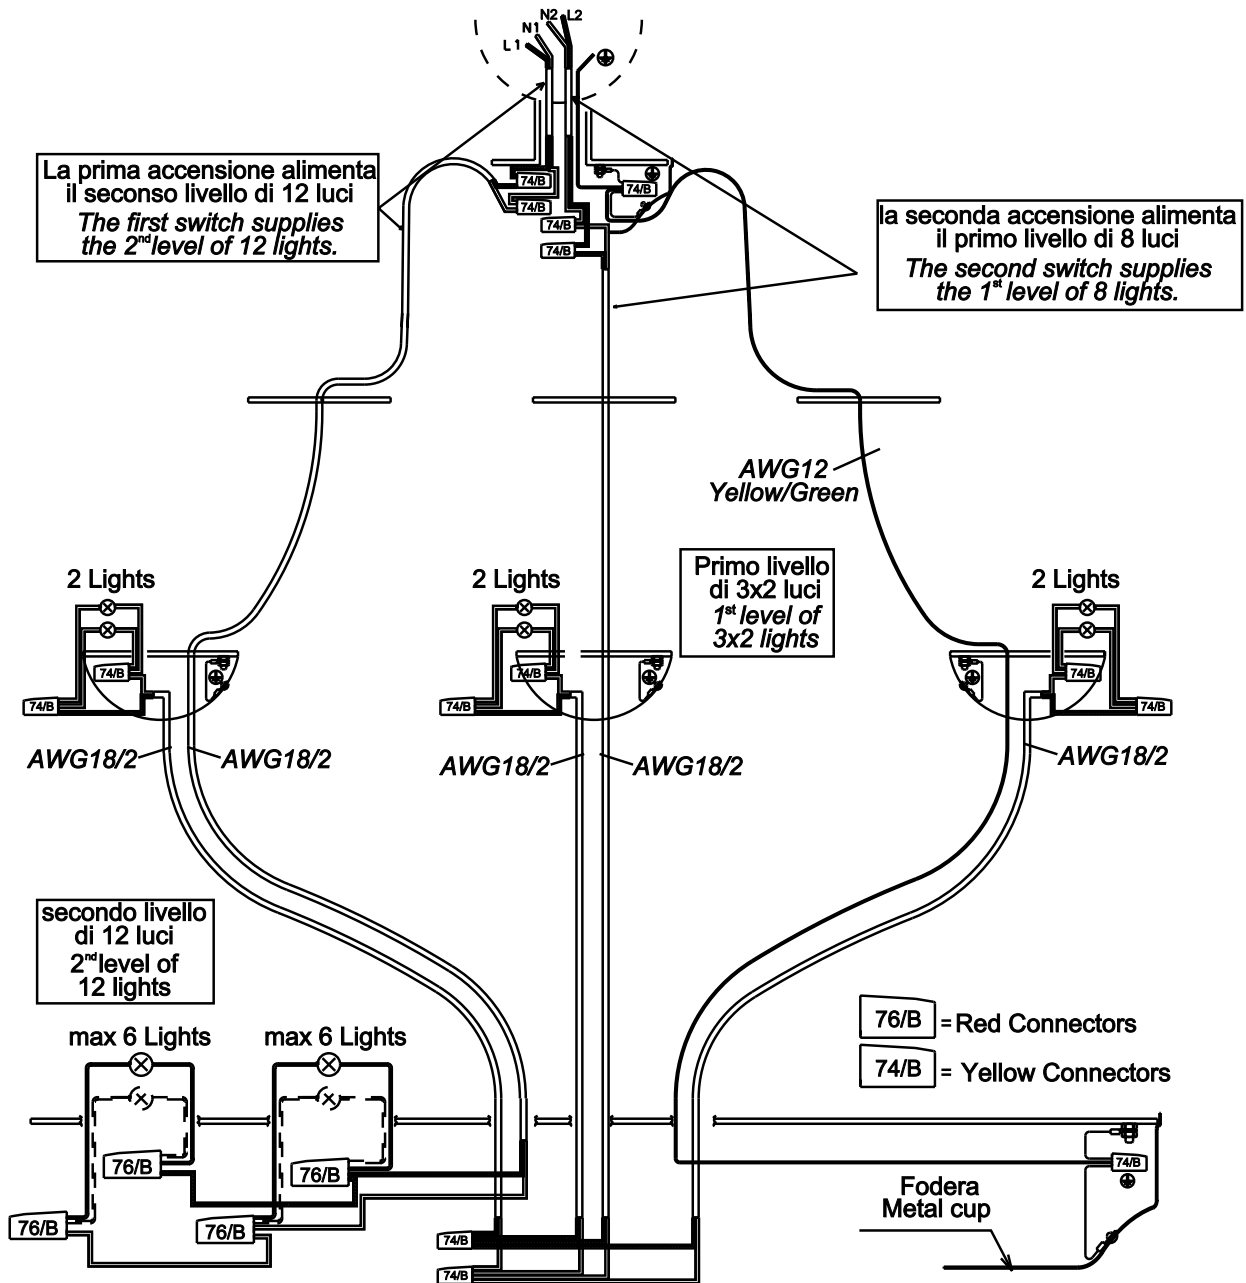 N2
L2
N1
L 1
La prima accensione alimenta
il seconso livello di 12 luci
The first switch supplies
the 2nd level of 12 lights.
74/B
74/B
74/B
74/B
74/B
la seconda accensione alimenta
il primo livello di 8 luci
The second switch supplies
the 1st level of 8 lights.
AWG12
Yellow/Green
2 Lights
2 Lights
Primo livello
di 3x2 luci
1st level of
3x2 lights
2 Lights
74/B
74/B
74/B
74/B
74/B
74/B
AWG18/2
AWG18/2
AWG18/2
AWG18/2
AWG18/2
secondo livello
di 12 luci
2nd level of
12 lights
max 6 Lights
max 6 Lights
76/B = Red Connectors
74/B = Yellow Connectors
76/B
76/B
74/B
76/B
76/B
Fodera
Metal cup
74/B
74/B